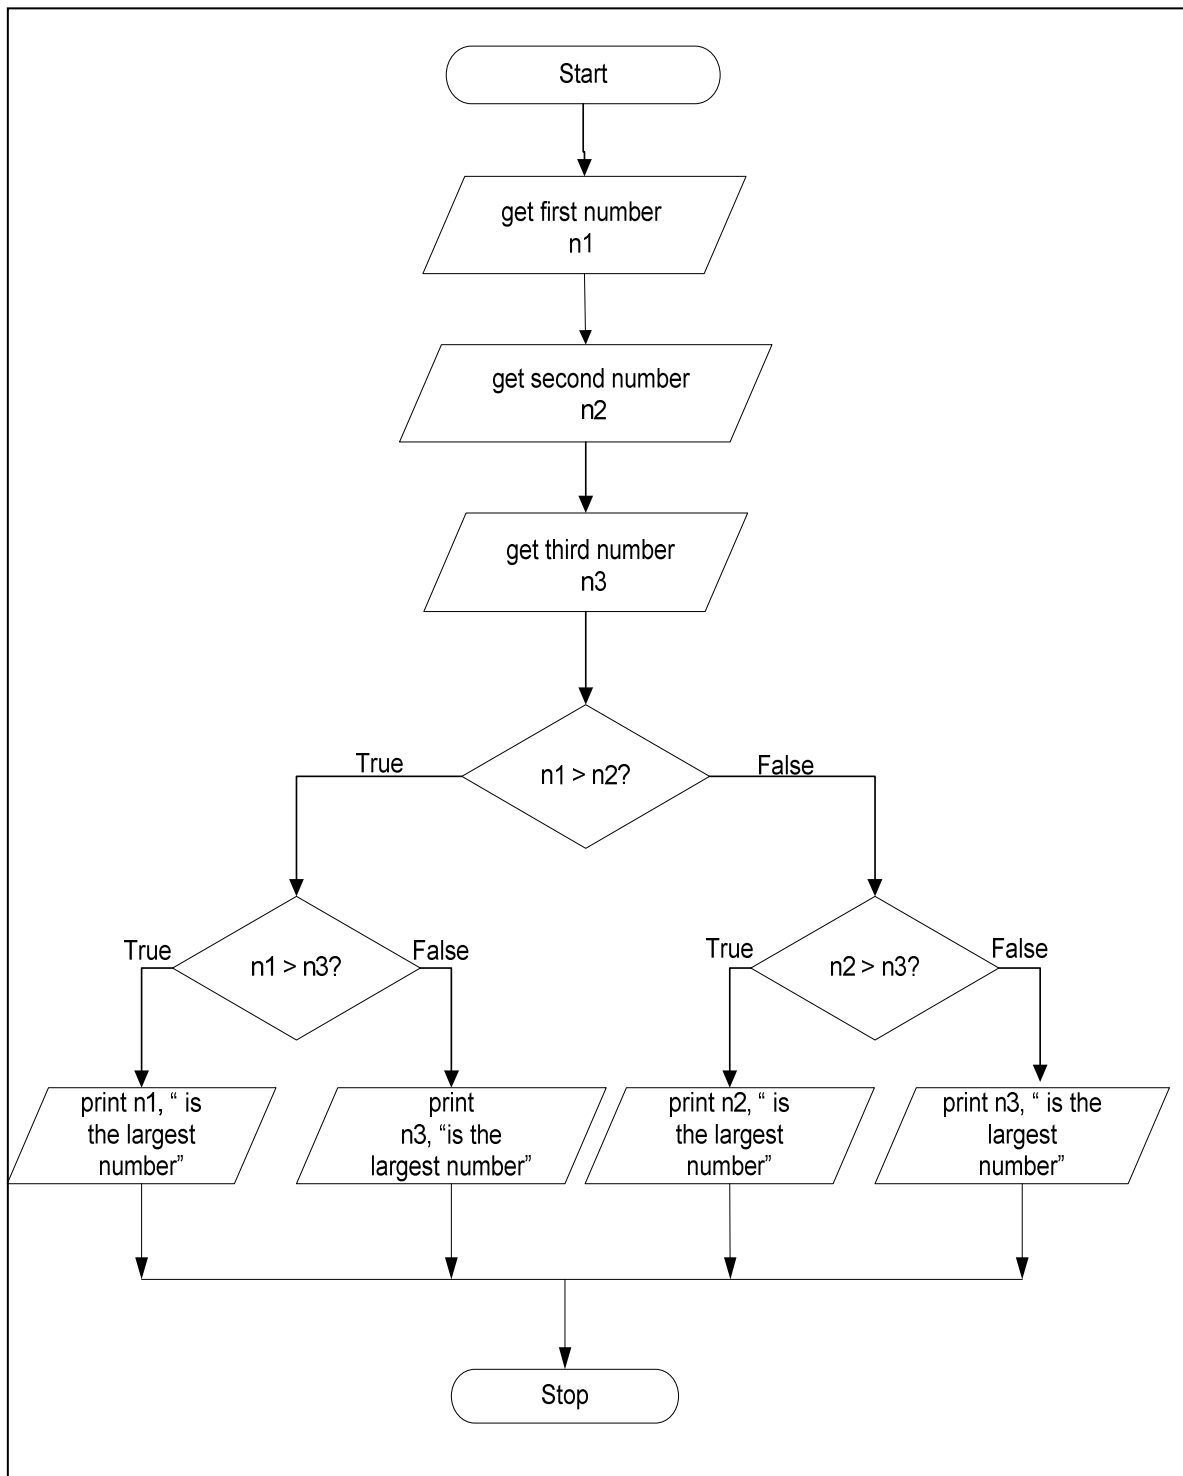 Start
get first number
n1
get second number
n2
get third number
n3
True
n1 > n2?
False
True
n1 > n3?
False
True
n2 > n3?
False
print n1, “ is
the largest
number”
print
n3, “is the
largest number”
print n2, “ is
the largest
number”
print n3, “ is the
largest
number”
Stop